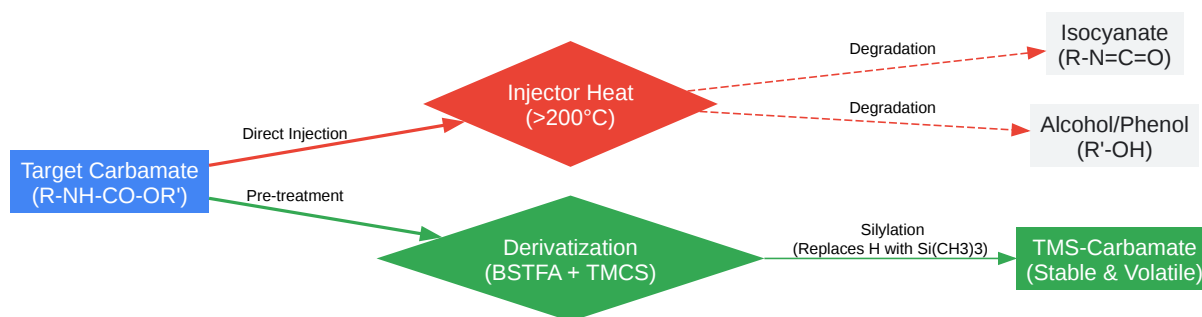 Target Carbamate
(R-NH-CO-OR')
Direct Injection
Pre-treatment
Injector Heat
(>200°C)
Degradation
Degradation
Isocyanate
(R-N=C=O)
Alcohol/Phenol
(R'-OH)
Derivatization
(BSTFA + TMCS)
Silylation
(Replaces H with Si(CH3)3)
TMS-Carbamate
(Stable & Volatile)